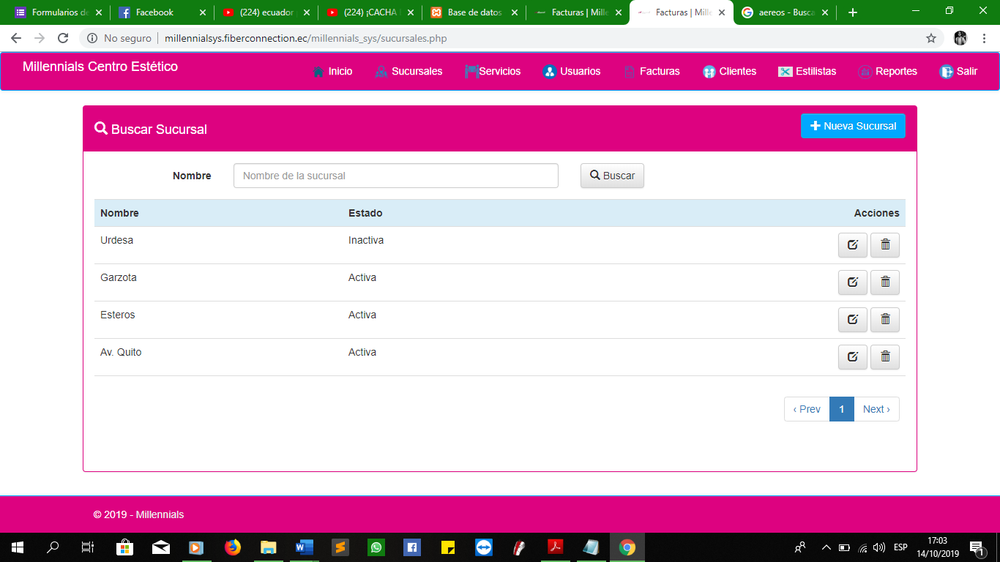 Formularios de
Facebook
(224) ecuador
(224) ¡CACHA
Base de datos
Facturas | Mille
Facturas | Mille
aereos - Busca
No seguro | millennialsys.fiberconnection.ec/millennials_sys/sucursales.php
Millennials Centro Estético
Inicio
Sucursales
Servicios
Usuarios
Facturas
Clientes
Estilistas
Reportes
Salir
Buscar Sucursal
Nueva Sucursal
Nombre
Nombre de la sucursal
Buscar
Nombre Estado Acciones
Urdesa Inactiva
Garzota Activa
Esteros Activa
Av. Quito Activa
‹ Prev 1 Next ›
© 2019 - Millennials
ESP
17:03
14/10/2019
1